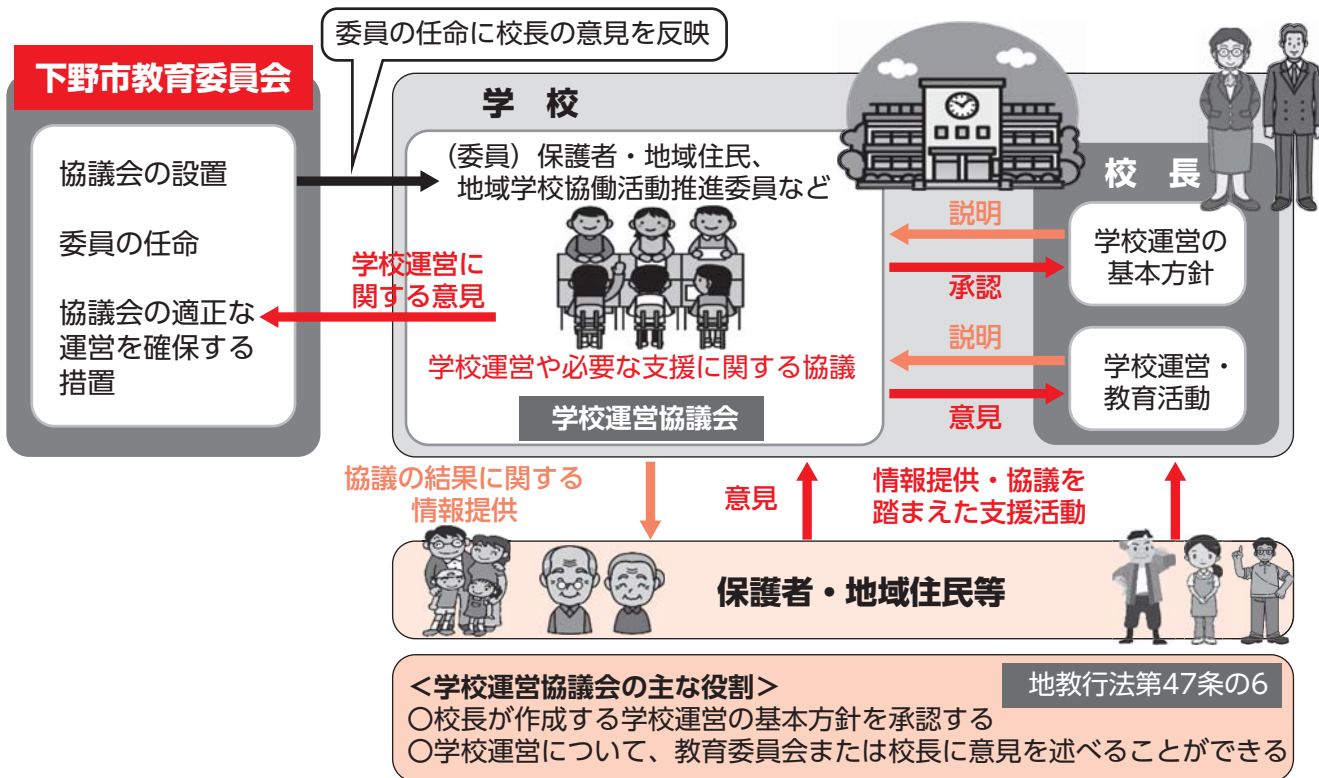 委員の任命に校長の意見を反映
下野市教育委員会
協議会の設置
委員の任命
協議会の適正な
運営を確保する
措置
学校運営に
関する意見
学 校
（委員）保護者・地域住民、
地域学校協働活動推進委員など
学校運営や必要な支援に関する協議
学校運営協議会
校 長
説明
承認
学校運営の
基本方針
説明
意見
学校運営・
教育活動
協議の結果に関する
情報提供
意見
情報提供・協議を
踏まえた支援活動
保護者・地域住民等
＜学校運営協議会の主な役割＞
地教行法第47条の6
〇校長が作成する学校運営の基本方針を承認する
〇学校運営について、教育委員会または校長に意見を述べることができる